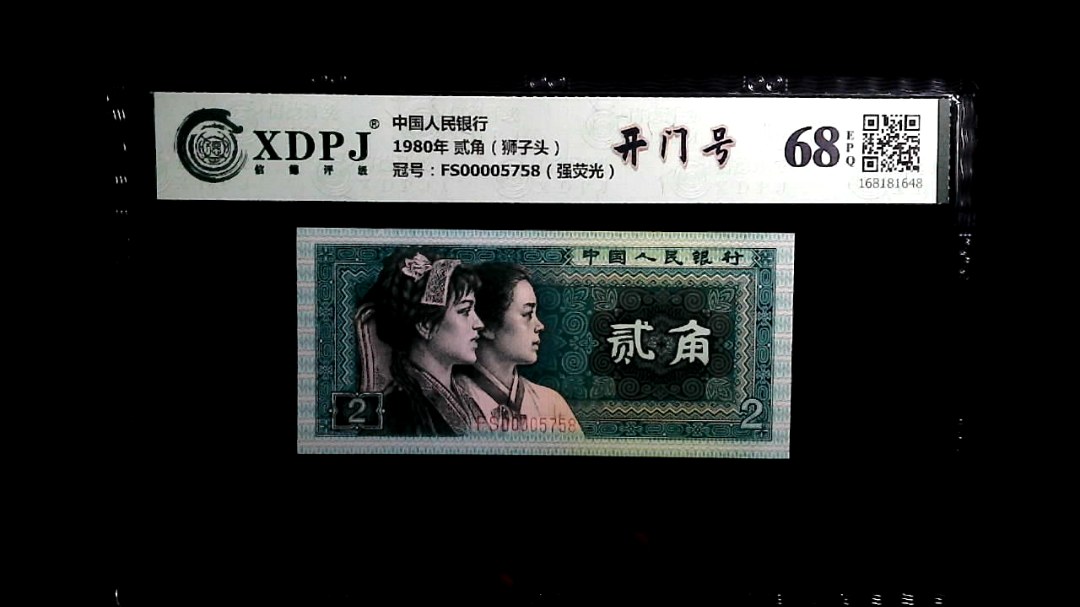 XDPJ®
信德评级
中国人民银行
1980年 贰角（狮子头）
冠号：FS00005758（强荧光）
开门号
68
EPQ
168181648
中国人民银行
贰角
2
2
FS00005758